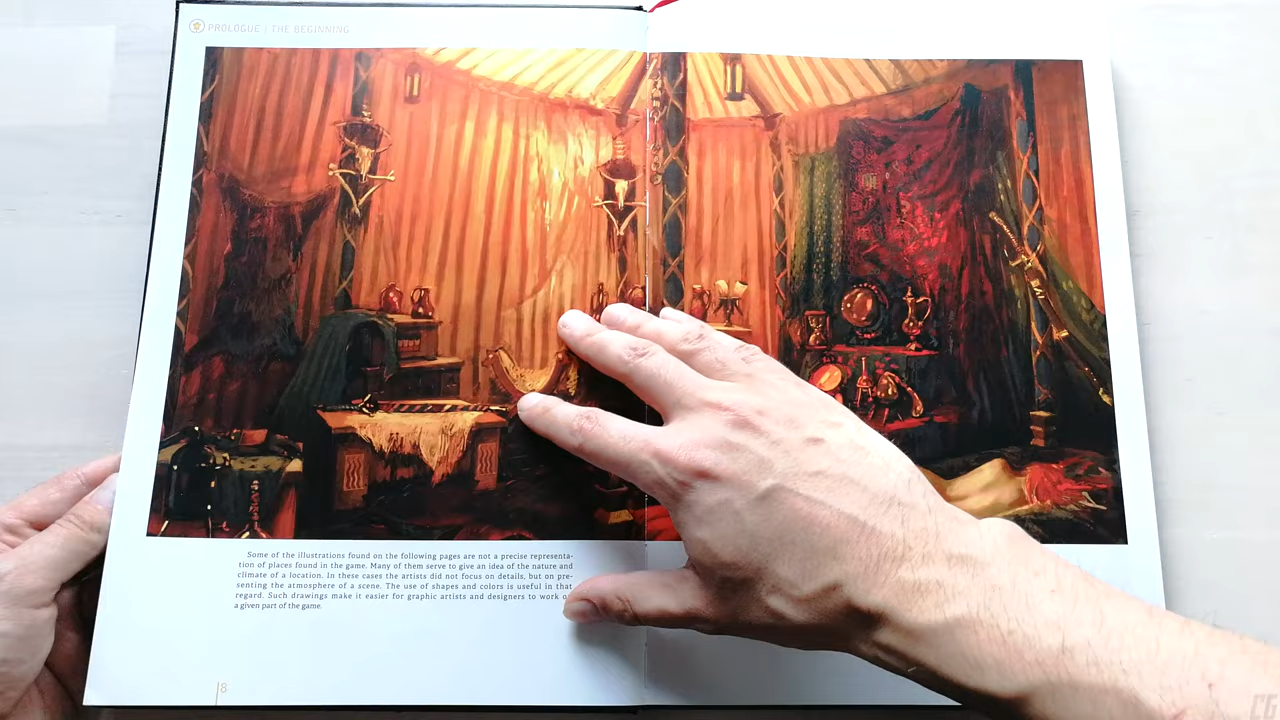 PROLOGUE | THE BEGINNING
Some of the illustrations found on the following pages are not a precise representa-
tion of places found in the game. Many of them serve to give an idea of the nature and
climate of a location. In these cases the artists did not focus on details, but on pre-
senting the atmosphere of a scene. The use of shapes and colors is useful in that
regard. Such drawings make it easier for graphic artists and designers to work
a given part of the game.
8
CG